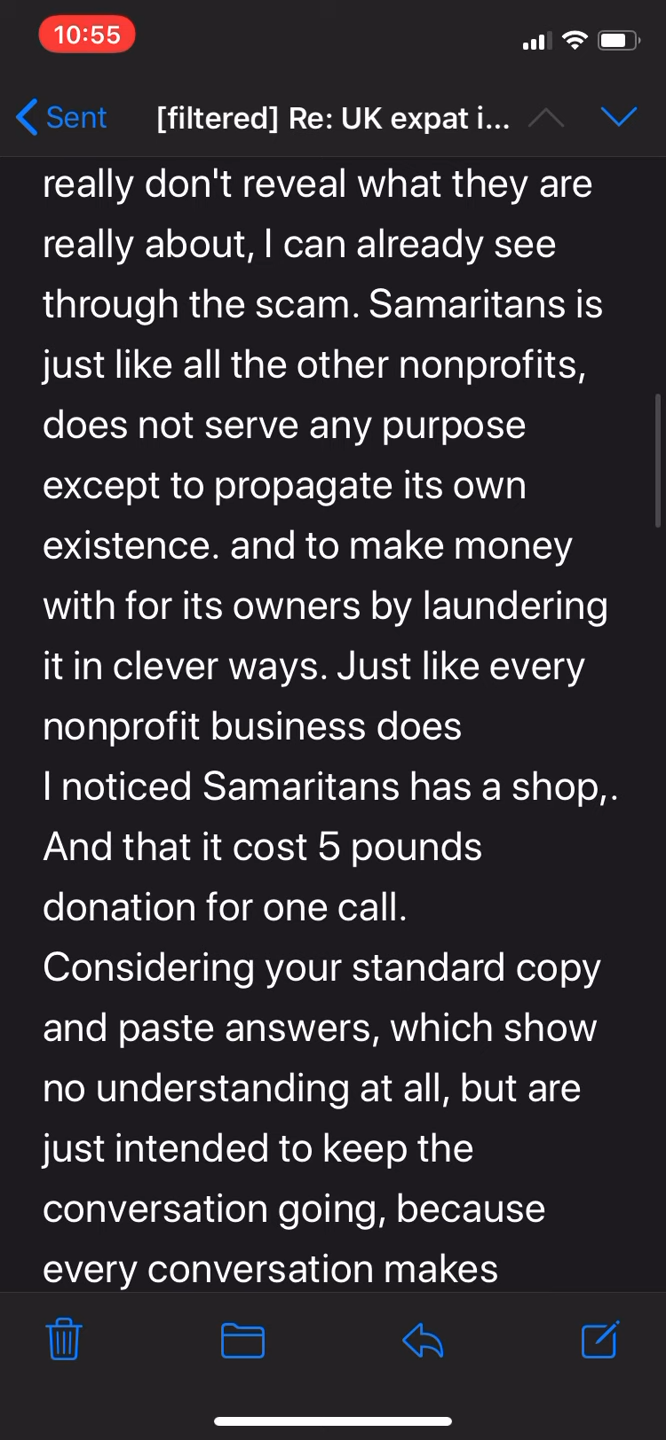 10:55
Sent
[filtered] Re: UK expat i...
really don't reveal what they are
really about, I can already see
through the scam. Samaritans is
just like all the other nonprofits,
does not serve any purpose
except to propagate its own
existence. and to make money
with for its owners by laundering
it in clever ways. Just like every
nonprofit business does
I noticed Samaritans has a shop,.
And that it cost 5 pounds
donation for one call.
Considering your standard copy
and paste answers, which show
no understanding at all, but are
just intended to keep the
conversation going, because
every conversation makes